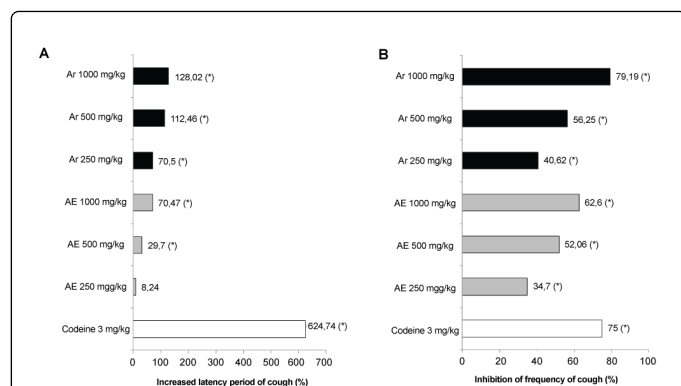 A
Ar 1000 mg/kg
128,02 (*)
Ar 500 mg/kg
112,46 (*)
Ar 250 mg/kg
70,5 (*)
AE 1000 mg/kg
70,47 (*)
AE 500 mg/kg
29,7 (*)
AE 250 mgg/kg
8,24
Codeine 3 mg/kg
624,74 (*)
0 100 200 300 400 500 600 700
Increased latency period of cough (%)
B
Ar 1000 mg/kg
79,19 (*)
Ar 500 mg/kg
56,25 (*)
Ar 250 mg/kg
40,62 (*)
AE 1000 mg/kg
62,6 (*)
AE 500 mg/kg
52,06 (*)
AE 250 mgg/kg
34,7 (*)
Codeine 3 mg/kg
75 (*)
0 20 40 60 80 100
Inhibition of frequency of cough (%)